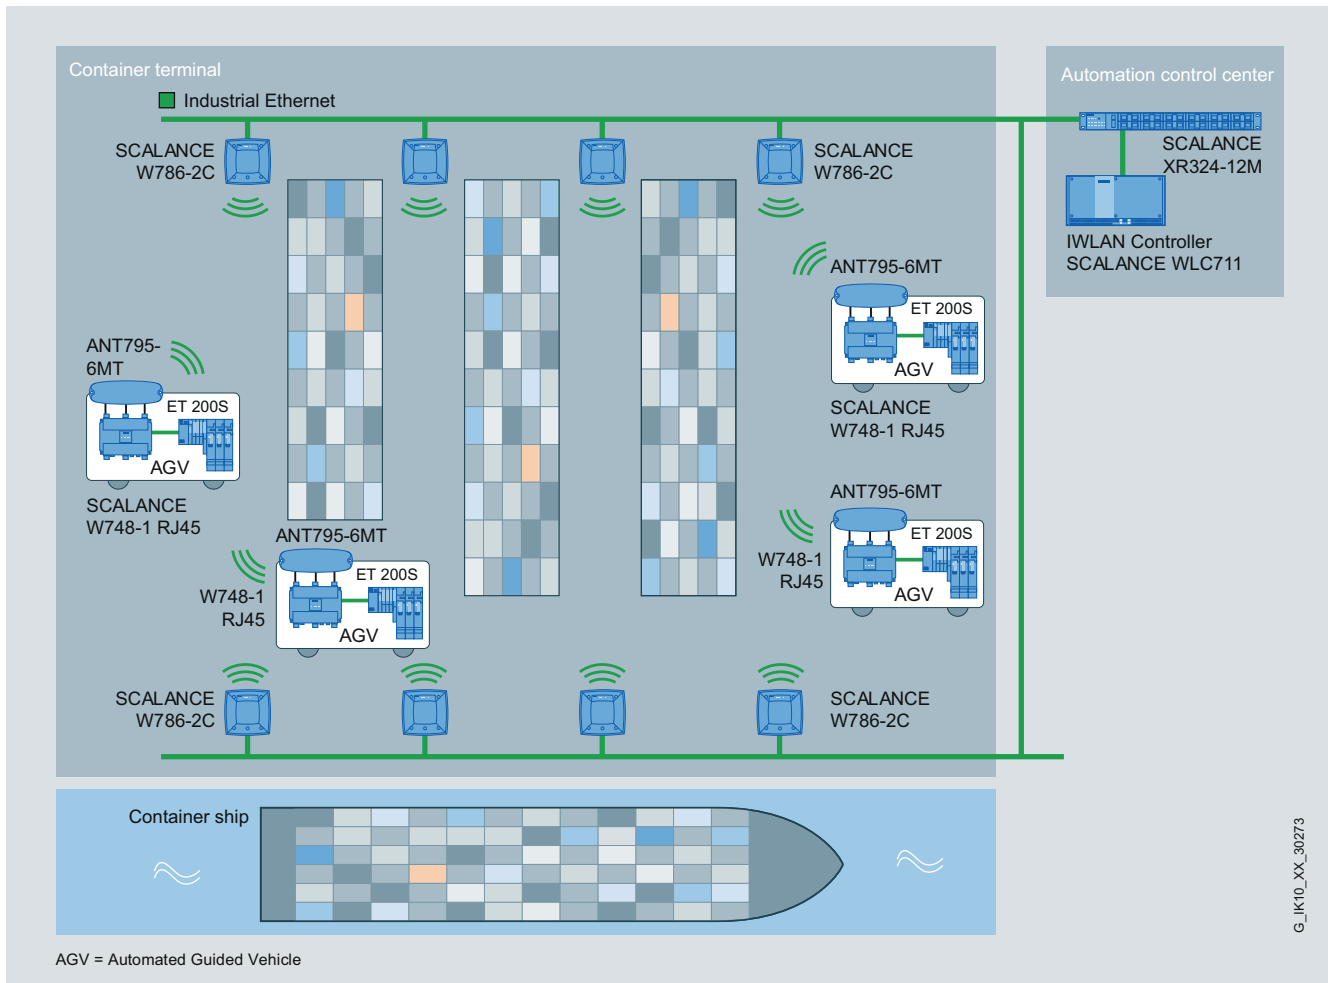 Container terminal
Industrial Ethernet
Automation control center
SCALANCE
W786-2C
SCALANCE
W786-2C
SCALANCE
XR324-12M
IWLAN Controller
SCALANCE WLC711
ANT795-6MT
ET 200S
AGV
SCALANCE
W748-1 RJ45
ANT795-
6MT
ET 200S
AGV
SCALANCE
W748-1 RJ45
ANT795-6MT
ET 200S
W748-1
RJ45
AGV
ANT795-6MT
ET 200S
W748-1
RJ45
AGV
SCALANCE
W786-2C
SCALANCE
W786-2C
Container ship
G_IK10_XX_30273
AGV = Automated Guided Vehicle